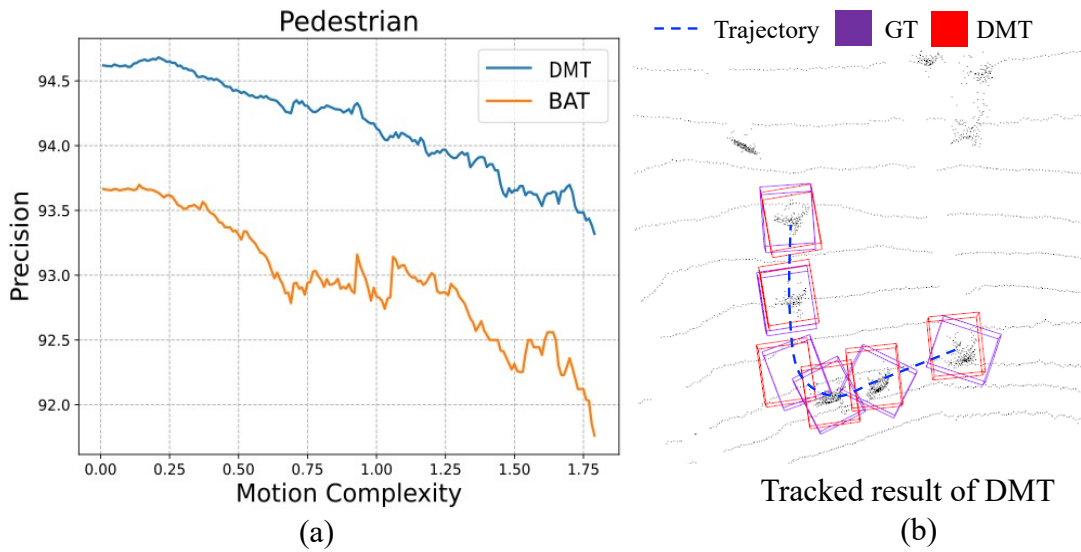 Pedestrian
DMT
BAT
94.5
94.0
93.5
93.0
92.5
92.0
Precision
0.00 0.25 0.50 0.75 1.00 1.25 1.50 1.75
Motion Complexity
(a)
Trajectory GT DMT
Tracked result of DMT
(b)